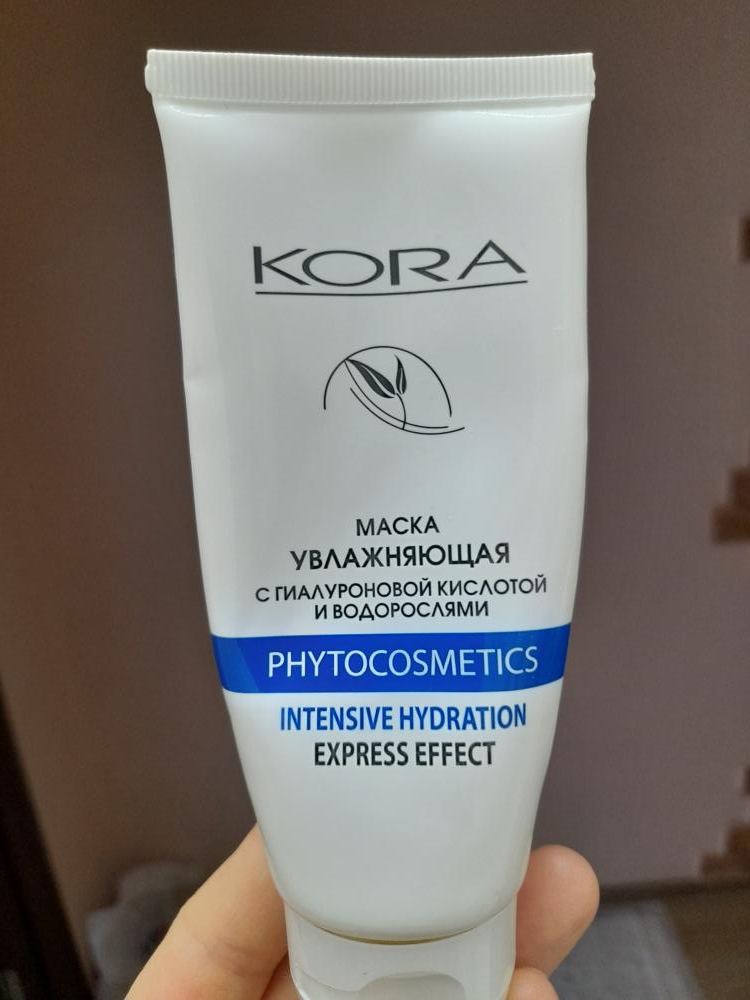 KORA
МАСКА
УВЛАЖНЯЮЩАЯ
С ГИАЛУРОНОВОЙ КИСЛОТОЙ
И ВОДОРОСЛЯМИ
PHYTOCOSMETICS
INTENSIVE HYDRATION
EXPRESS EFFECT